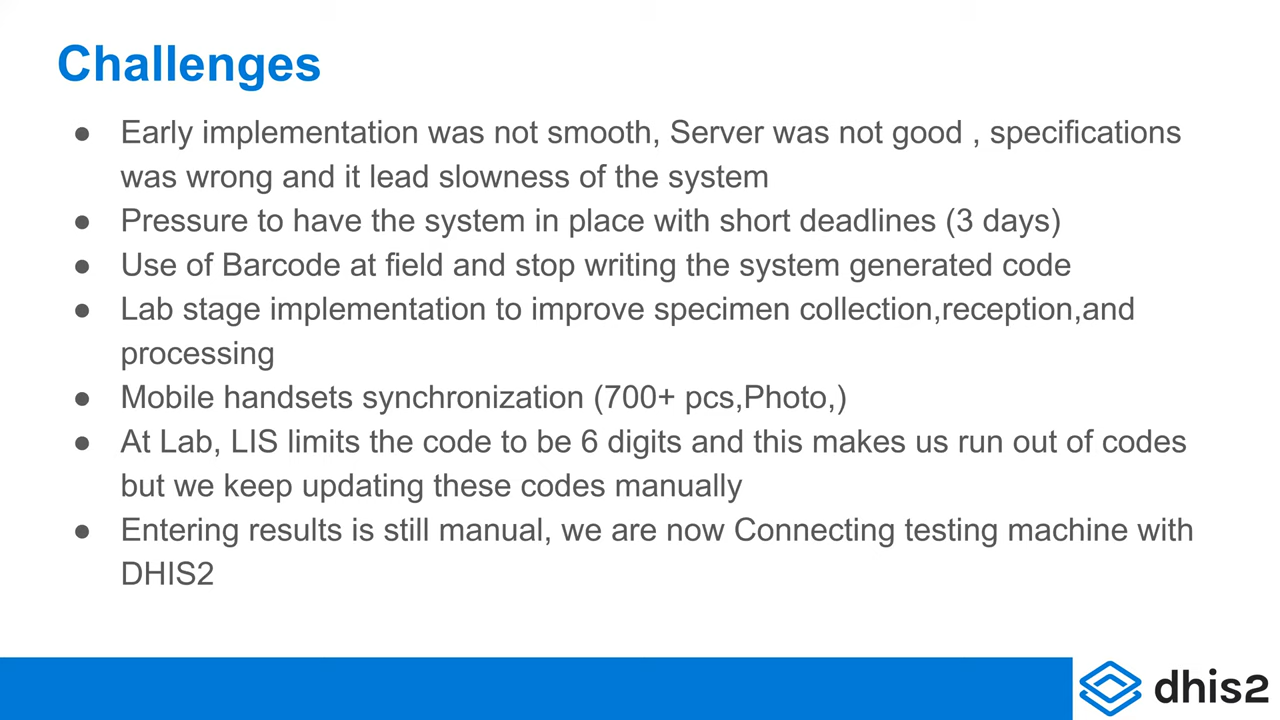 Challenges
● Early implementation was not smooth, Server was not good , specifications
was wrong and it lead slowness of the system
● Pressure to have the system in place with short deadlines (3 days)
● Use of Barcode at field and stop writing the system generated code
● Lab stage implementation to improve specimen collection,reception,and
processing
● Mobile handsets synchronization (700+ pcs,Photo,)
● At Lab, LIS limits the code to be 6 digits and this makes us run out of codes
but we keep updating these codes manually
● Entering results is still manual, we are now Connecting testing machine with
DHIS2
dhis2